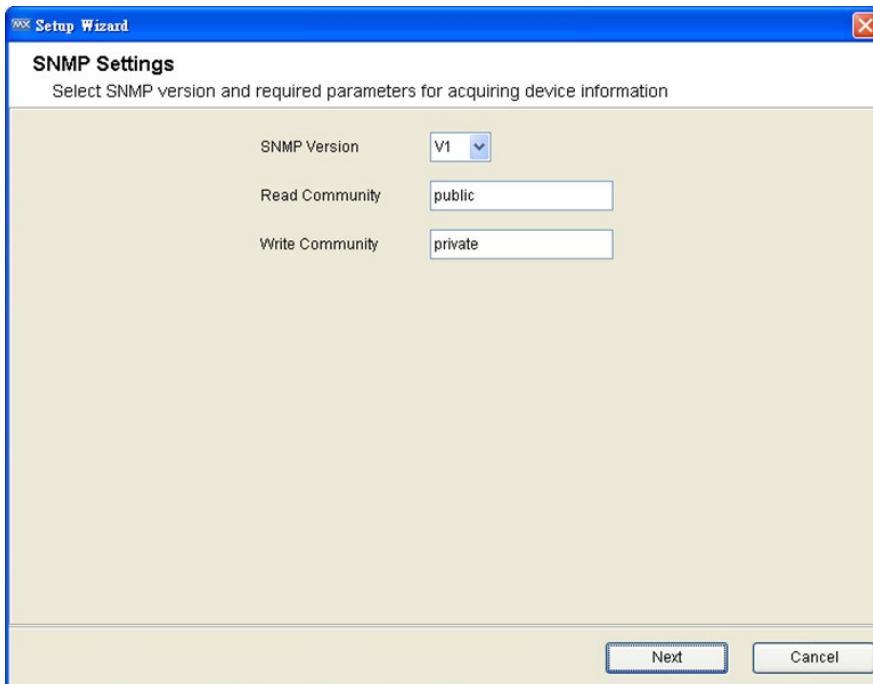 Setup Wizard
SNMP Settings
Select SNMP version and required parameters for acquiring device information
SNMP Version V1
Read Community public
Write Community private
Next Cancel